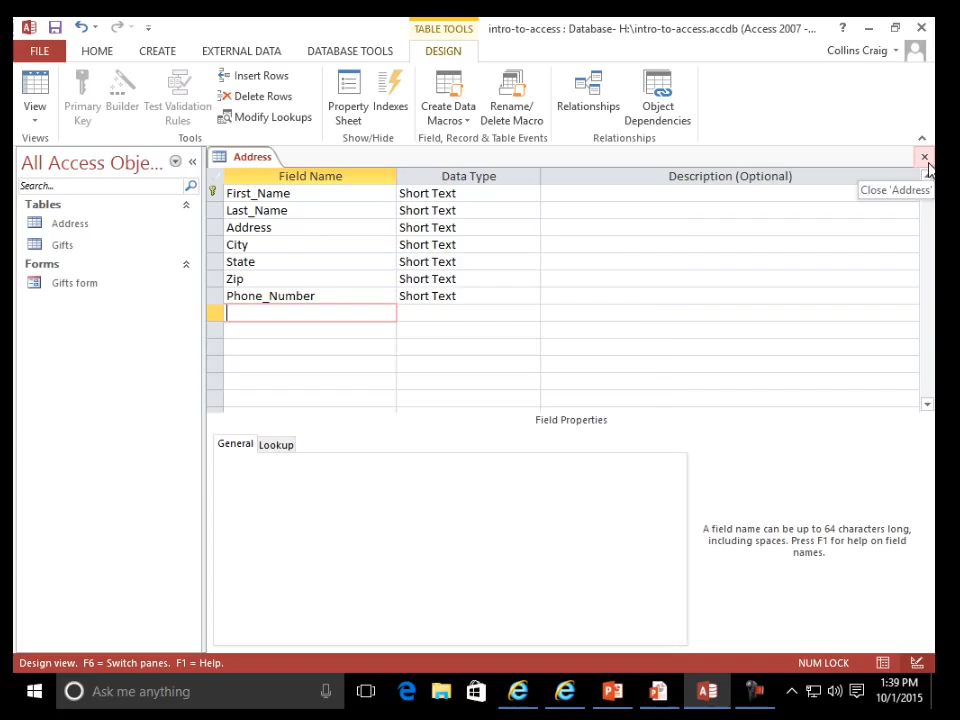 TABLE TOOLS
intro-to-access : Database- H:\intro-to-access.accdb (Access 2007 -...
?
FILE
HOME
CREATE
EXTERNAL DATA
DATABASE TOOLS
DESIGN
Collins Craig
View
Primary Key
Builder
Test Validation Rules
Insert Rows
Delete Rows
Modify Lookups
Property Sheet
Indexes
Create Data Macros
Rename/ Delete Macro
Relationships
Object Dependencies
Views
Tools
Show/Hide
Field, Record & Table Events
Relationships
All Access Obje...
Search...
Tables
Address
Gifts
Forms
Gifts form
Address
Close 'Address'
Field Name
Data Type
Description (Optional)
First_Name Short Text
Last_Name Short Text
Address Short Text
City Short Text
State Short Text
Zip Short Text
Phone_Number Short Text
Field Properties
General
Lookup
A field name can be up to 64 characters long,
including spaces. Press F1 for help on field
names.
Design view. F6 = Switch panes. F1 = Help.
NUM LOCK
Ask me anything
1:39 PM
10/1/2015